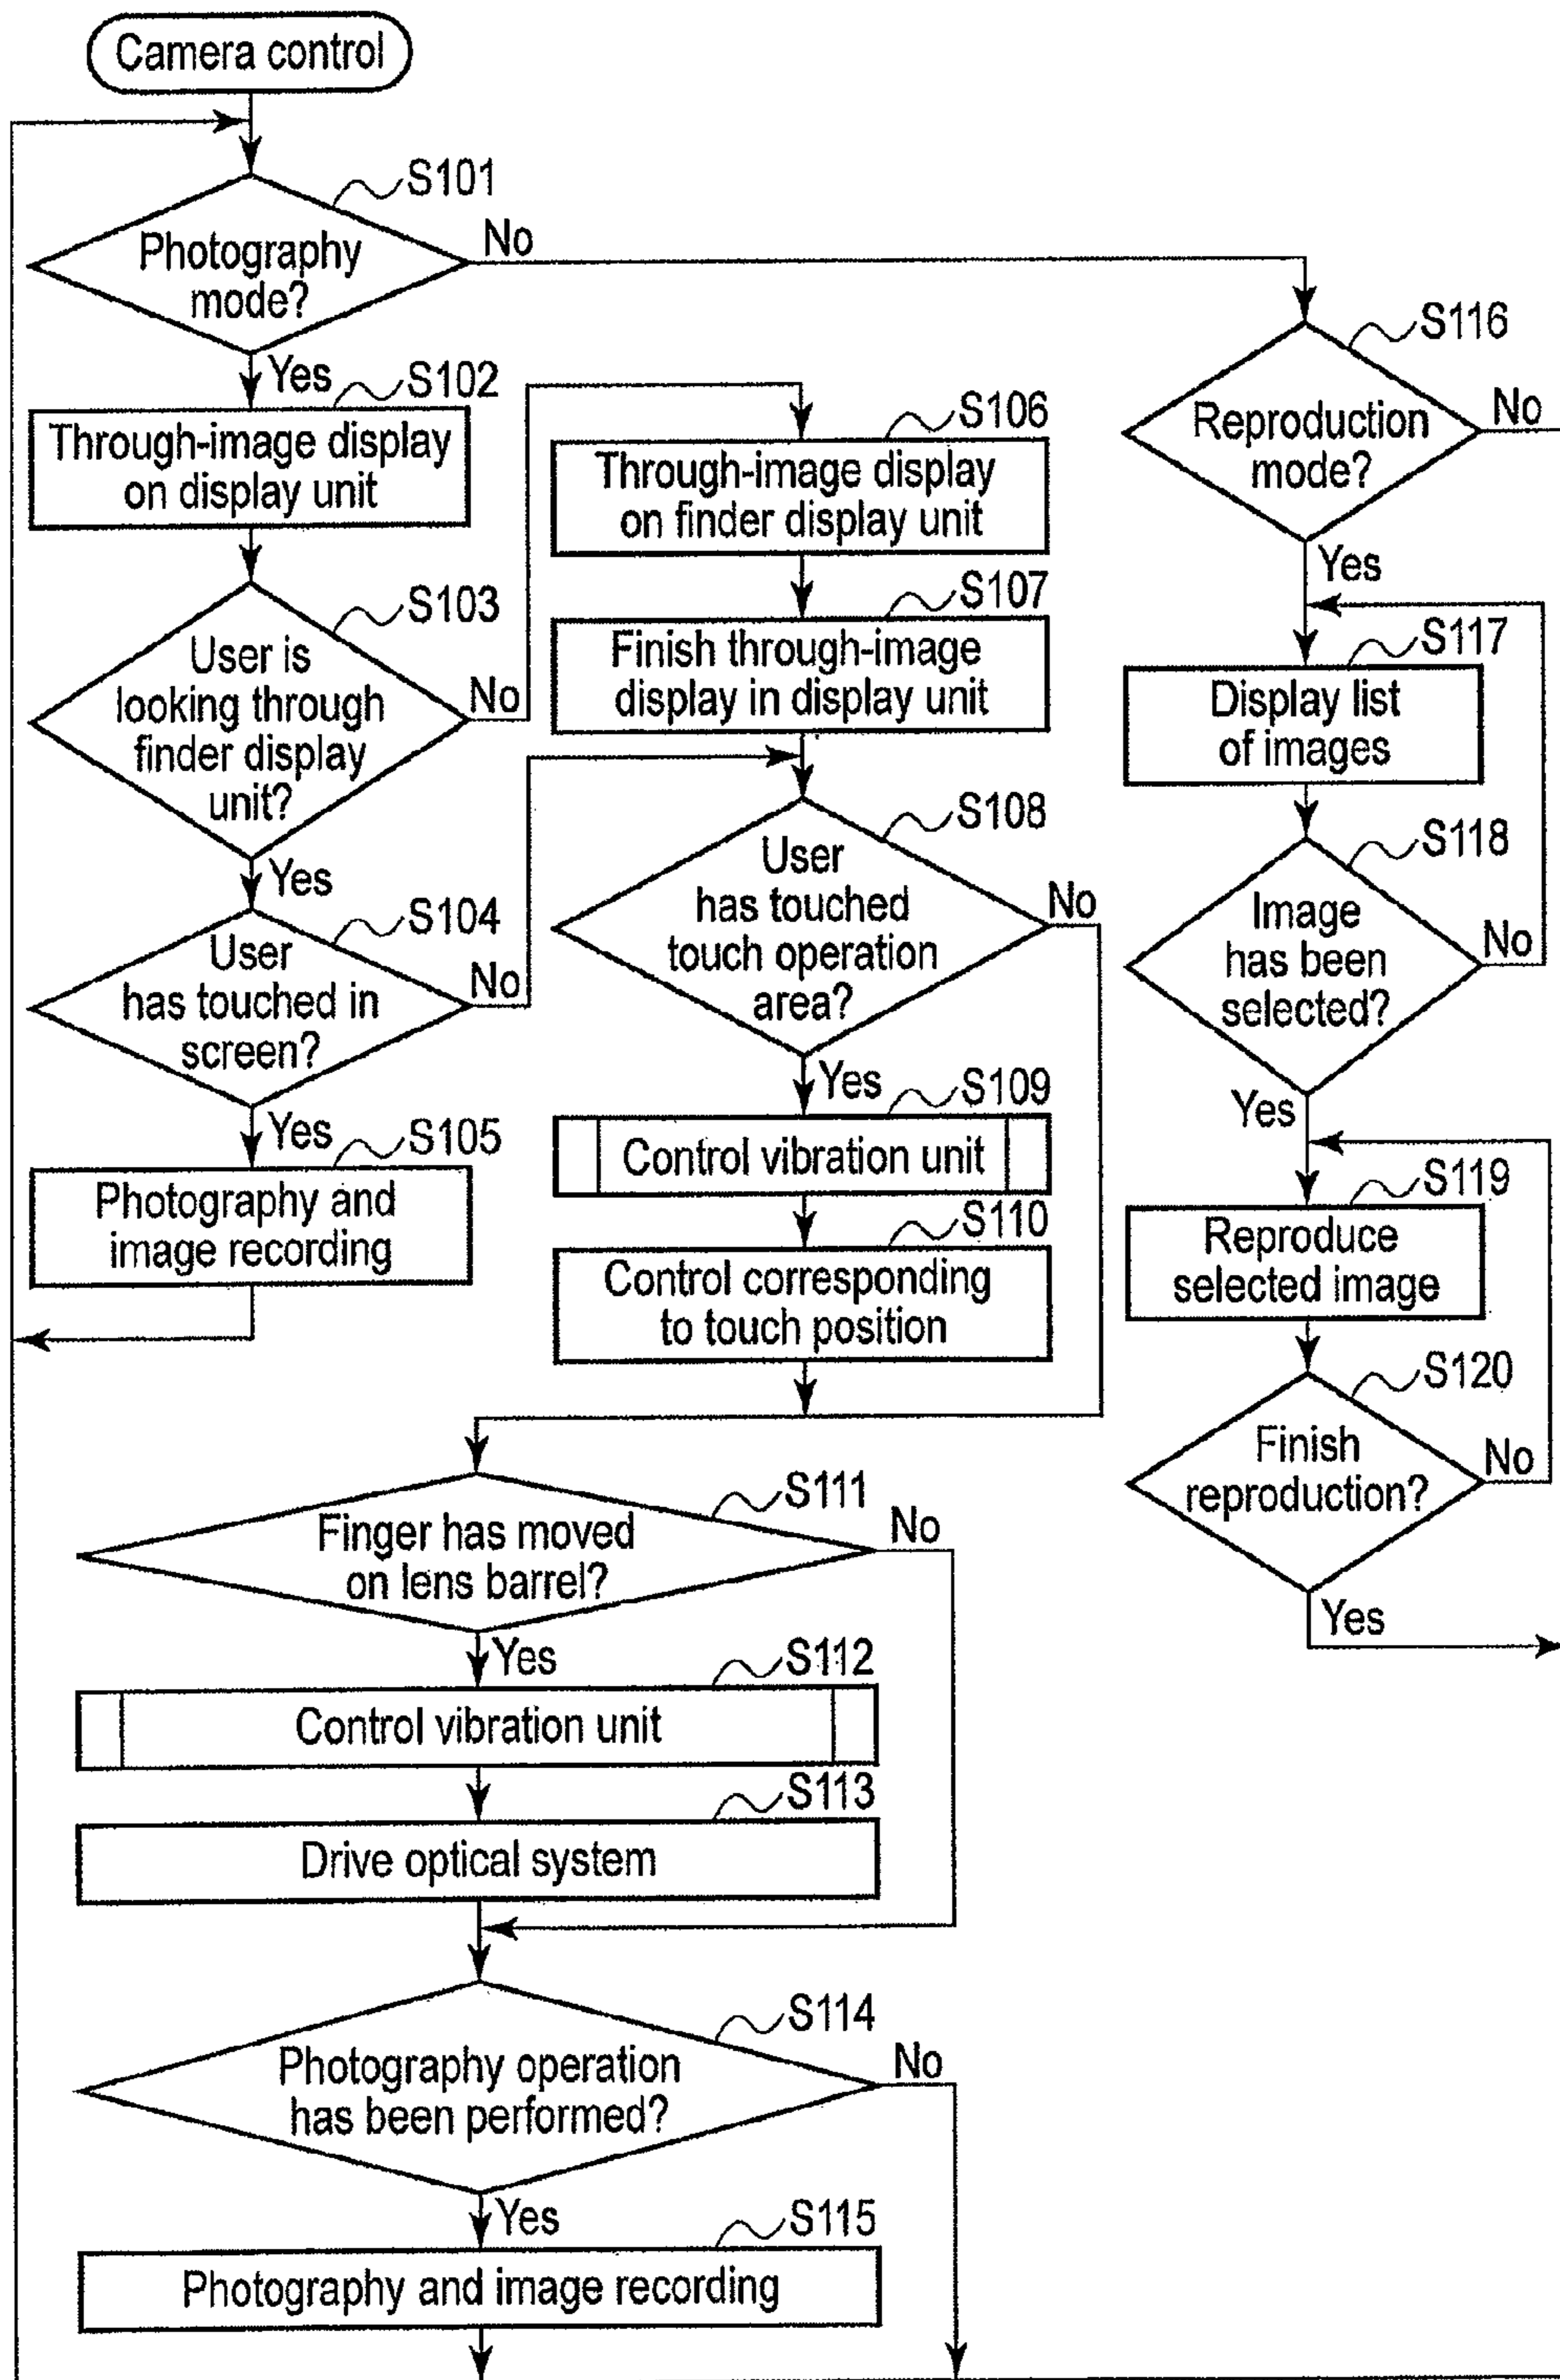 Camera control
S101
Photography
mode?
No
Yes
S102
Through-image display
on display unit
S103
User is
looking through
finder display
unit?
No
Yes
S104
User
has touched in
screen?
No
Yes
S105
Photography and
image recording
S106
Through-image display
on finder display unit
S107
Finish through-image
display in display unit
S108
User
has touched
touch operation
area?
No
Yes
S109
Control vibration unit
S110
Control corresponding
to touch position
S111
Finger has moved
on lens barrel?
No
Yes
S112
Control vibration unit
S113
Drive optical system
S114
Photography operation
has been performed?
No
Yes
S115
Photography and image recording
S116
Reproduction
mode?
No
Yes
S117
Display list
of images
S118
Image
has been
selected?
No
Yes
S119
Reproduce
selected image
S120
Finish
reproduction?
No
Yes